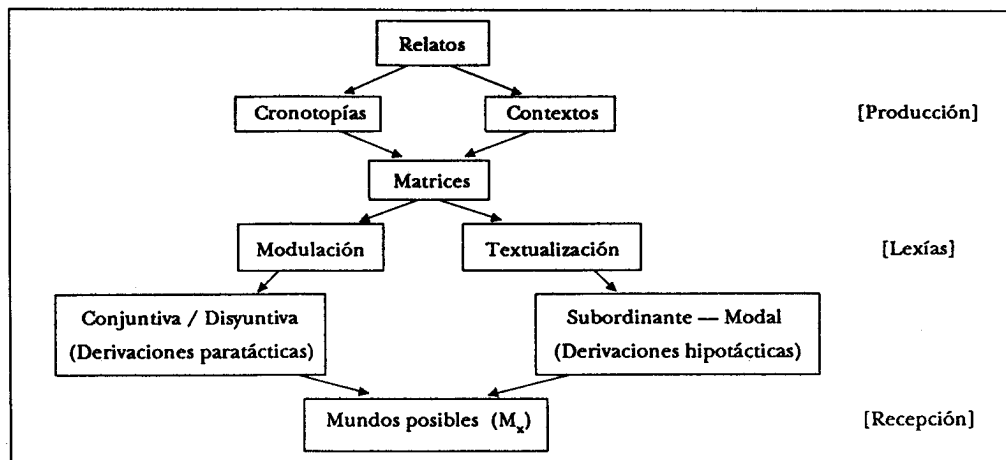 Relatos
Cronotopías
Contextos
[Producción]
Matrices
Modulación
Textualización
[Lexías]
Conjuntiva / Disyuntiva
(Derivaciones paratácticas)
Subordinante — Modal
(Derivaciones hipotácticas)
Mundos posibles (Mx)
[Recepción]